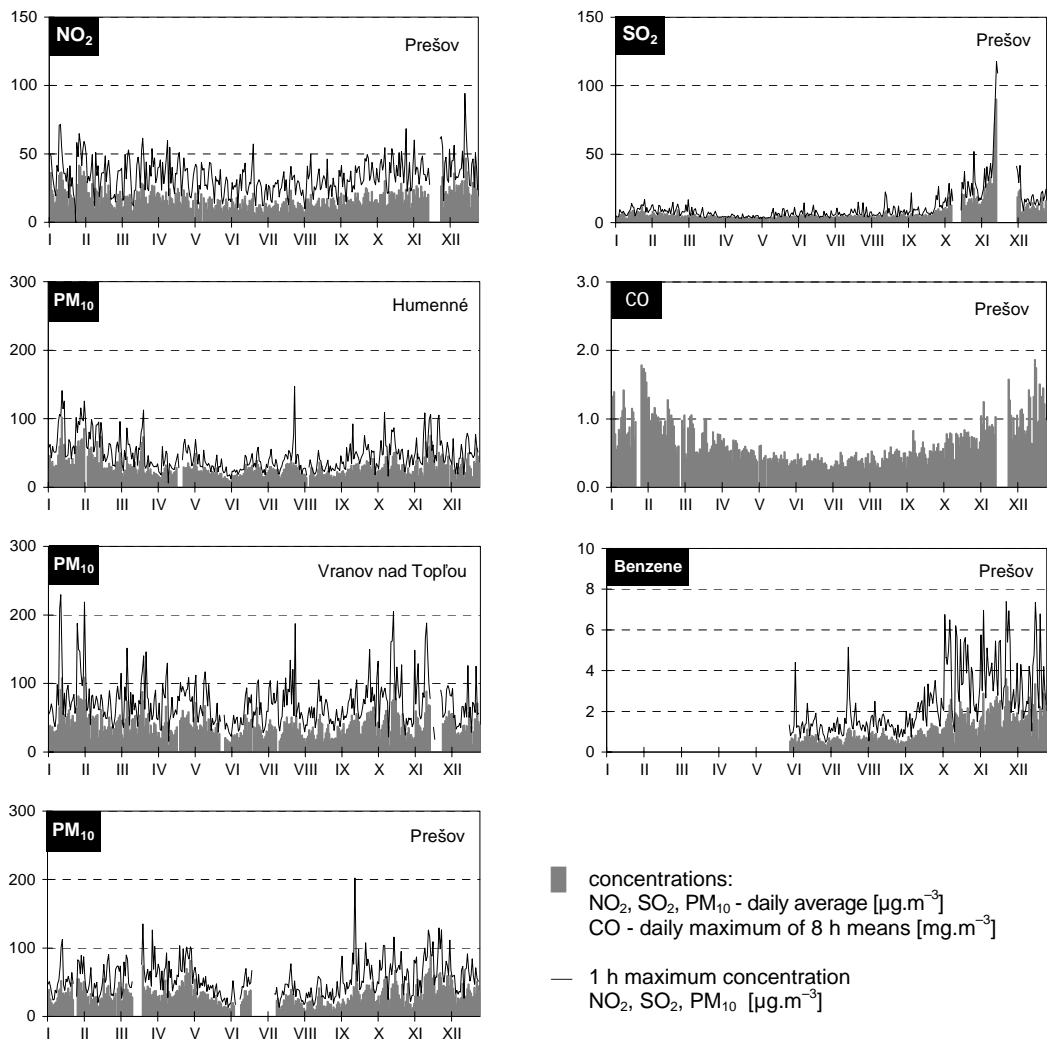 NO₂
Prešov
150
100
50
0
I II III IV V VI VII VIII IX X XI XII
SO₂
Prešov
150
100
50
0
I II III IV V VI VII VIII IX X XI XII
PM₁₀
Humenné
300
200
100
0
I II III IV V VI VII VIII IX X XI XII
CO
Prešov
3.0
2.0
1.0
0.0
I II III IV V VI VII VIII IX X XI XII
PM₁₀
Vranov nad Topľou
300
200
100
0
I II III IV V VI VII VIII IX X XI XII
Benzene
Prešov
10
8
6
4
2
0
I II III IV V VI VII VIII IX X XI XII
PM₁₀
Prešov
300
200
100
0
I II III IV V VI VII VIII IX X XI XII
concentrations:
NO₂, SO₂, PM₁₀ - daily average [µg.m⁻³]
CO - daily maximum of 8 h means [mg.m⁻³]
1 h maximum concentration
NO₂, SO₂, PM₁₀ [µg.m⁻³]